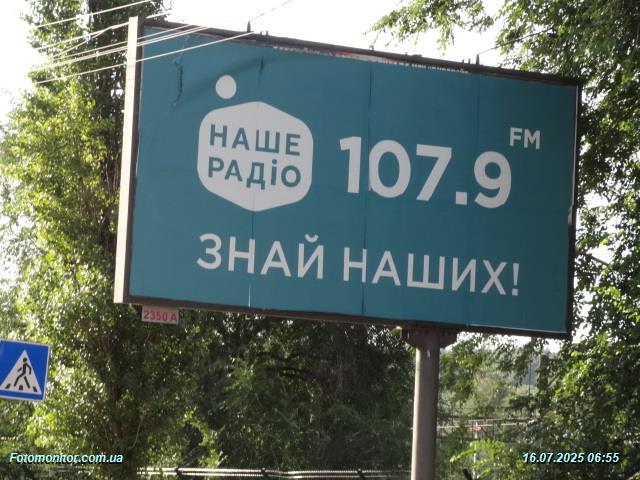 НАШЕ
РАДІО
107.9 FM
ЗНАЙ НАШИХ!
2350 A
Fotomonitor.com.ua
16.07.2025 06:55